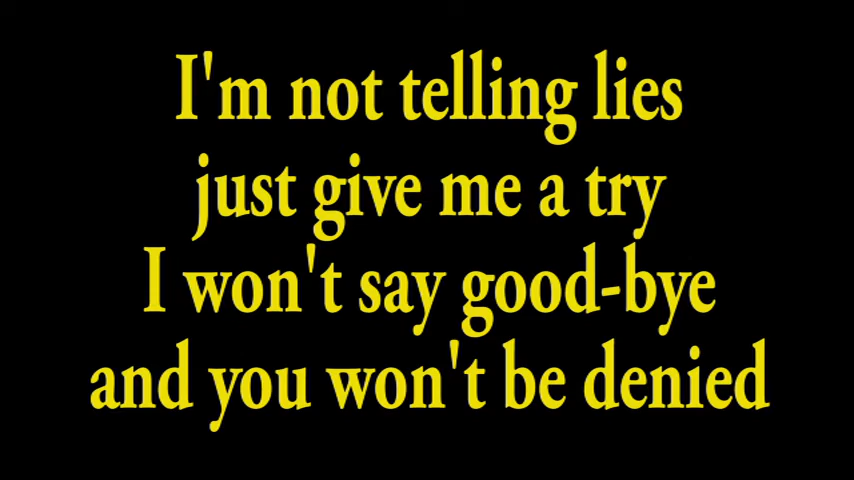 I'm not telling lies
just give me a try
I won't say good-bye
and you won't be denied